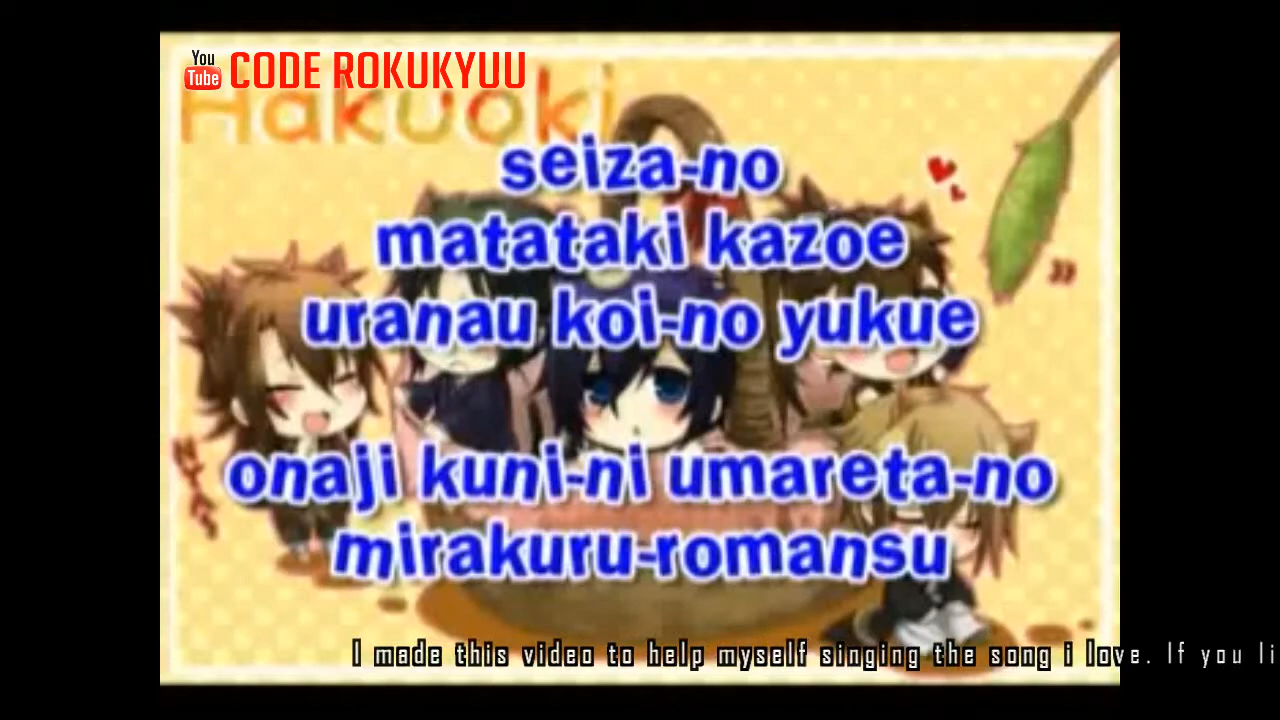 You
Tube CODE ROKUKYUU
Hakuoki
seiza-no
matataki kazoe
uranau koi-no yukue
onaji kuni-ni umareta-no
mirakuru-romansu
I made this video to help myself singing the song i love. If you li